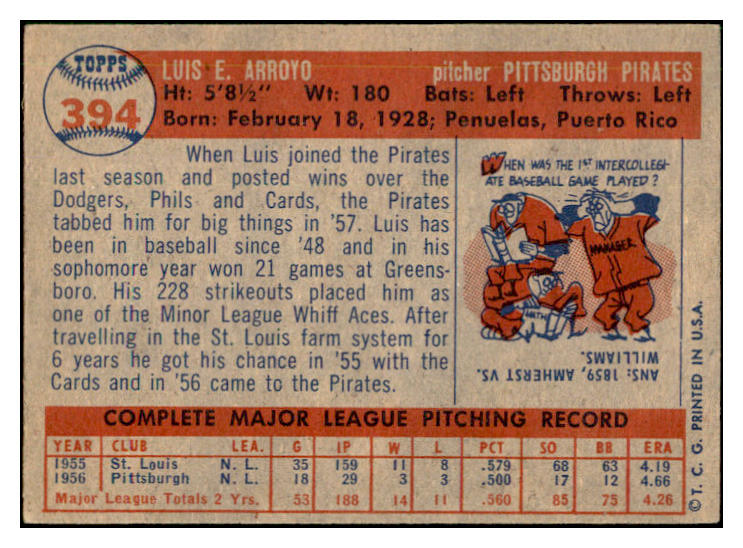 TOPPS
394
LUIS E. ARROYO pitcher PITTSBURGH PIRATES
Ht: 5'8½" Wt: 180 Bats: Left Throws: Left
Born: February 18, 1928; Penuelas, Puerto Rico
When Luis joined the Pirates
last season and posted wins over the
Dodgers, Phils and Cards, the Pirates
tabbed him for big things in '57. Luis has
been in baseball since '48 and in his
sophomore year won 21 games at Greens-
boro. His 228 strikeouts placed him as
one of the Minor League Whiff Aces. After
travelling in the St. Louis farm system for
6 years he got his chance in '55 with the
Cards and in '56 came to the Pirates.
WHEN WAS THE 1ST INTERCOLLEGI-
ATE BASEBALL GAME PLAYED?
MANAGER
MATH
ANS: 1859, AMHERST VS.
WILLIAMS.
COMPLETE MAJOR LEAGUE PITCHING RECORD
YEAR CLUB LEA. G IP W L PCT SO BB ERA
1955 St. Louis N. L. 35 159 11 8 .579 68 63 4.19
1956 Pittsburgh N. L. 18 29 3 3 .500 17 12 4.66
Major League Totals 2 Yrs. 53 188 14 11 .560 85 75 4.26
© T. C. G. PRINTED IN U.S.A.